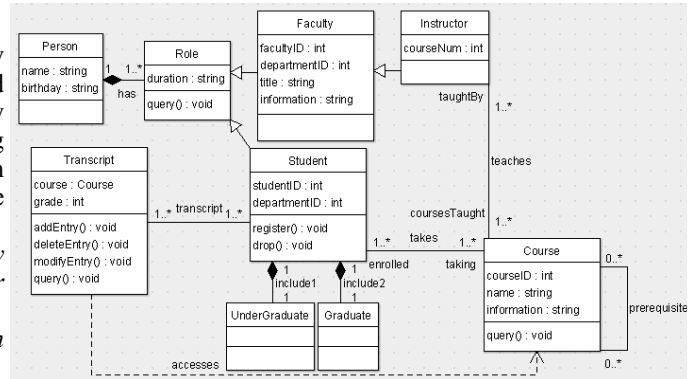 y
d
y
g
n
e
y
r
n
Person
name : string
birthday : string
1
1..*
has
Role
duration : string
query() : void
Faculty
facultyID : int
departmentID : int
title : string
information : string
Instructor
courseNum : int
taughtBy
1..*
teaches
coursesTaught
1..*
Transcript
course : Course
grade : int
addEntry() : void
deleteEntry() : void
modifyEntry() : void
query() : void
1..*
transcript
1..*
Student
studentID : int
departmentID : int
register() : void
drop() : void
1..*
takes
1..*
enrolled
taking
Course
courseID : int
name : string
information : string
query() : void
0..*
prerequisite
0..*
1
include1
1
1
include2
1
UnderGraduate
Graduate
accesses